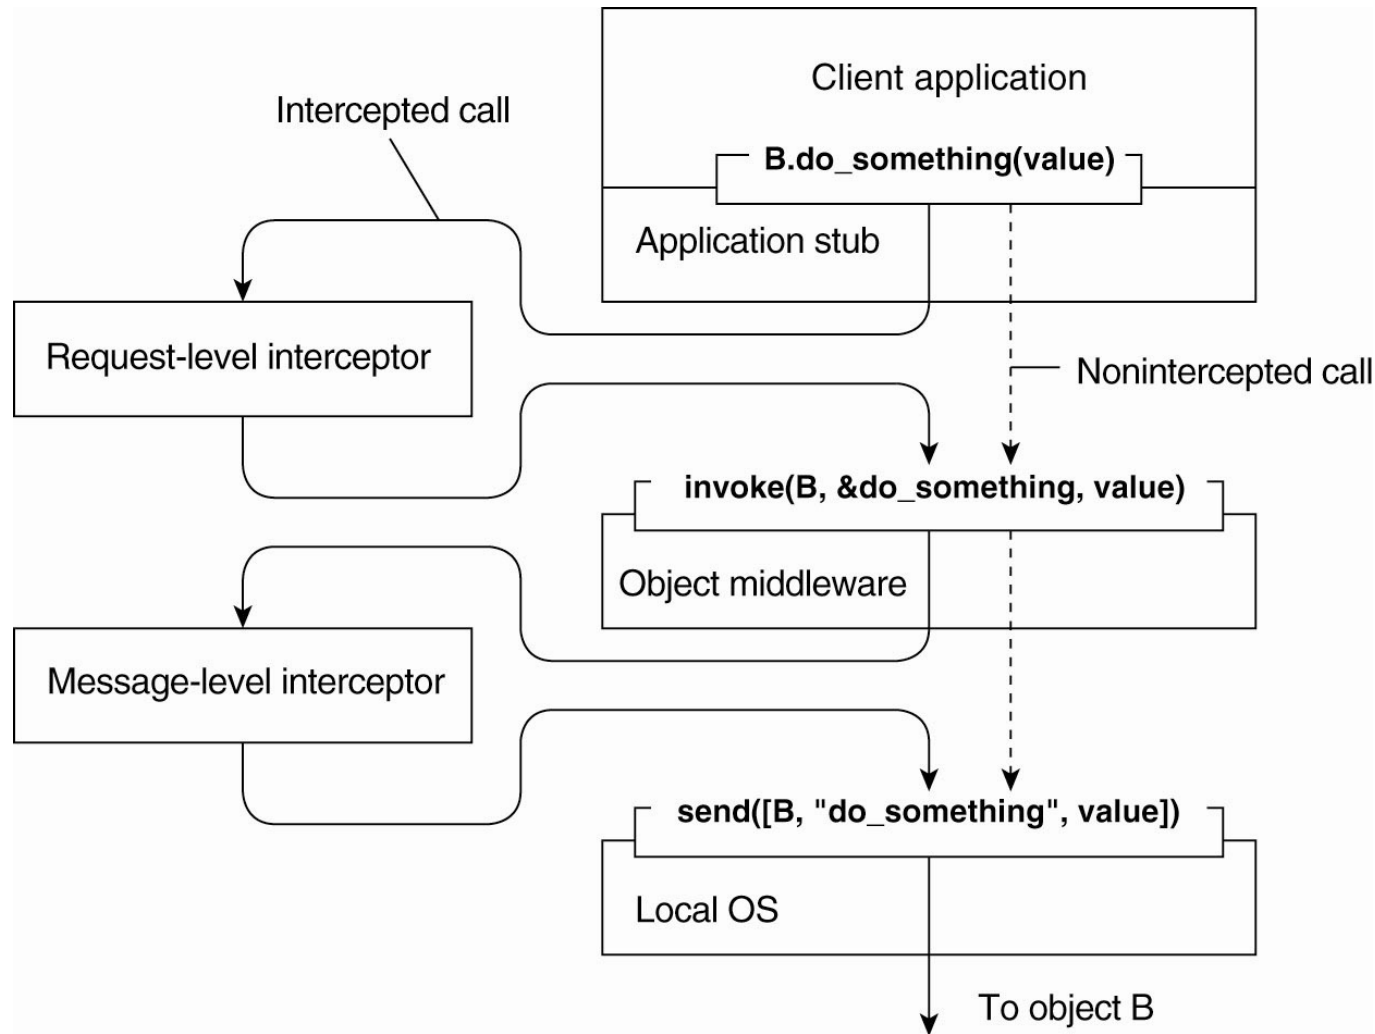 Client application
Intercepted call
B.do_something(value)
Application stub
Request-level interceptor
Nonintercepted call
invoke(B, &do_something, value)
Object middleware
Message-level interceptor
send([B, "do_something", value])
Local OS
To object B